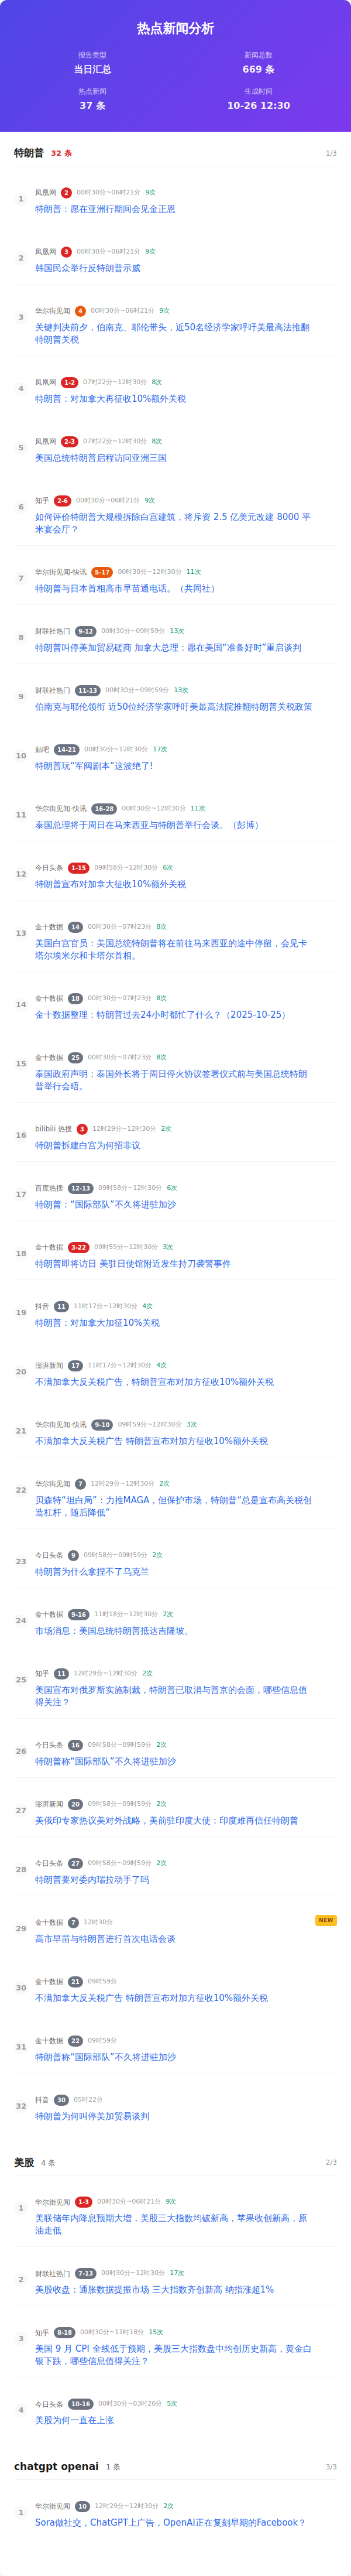 热点新闻分析
报告类型
当日汇总
新闻总数
669 条
热点新闻
37 条
生成时间
10-26 12:30
特朗普 32 条 1/3
1 凤凰网 2 00时30分~06时21分 9次
特朗普：愿在亚洲行期间会见金正恩
2 凤凰网 3 00时30分~06时21分 9次
韩国民众举行反特朗普示威
3 华尔街见闻 4 00时30分~06时21分 9次
关键判决前夕，伯南克、耶伦带头，近50名经济学家呼吁美最高法推翻
特朗普关税
4 凤凰网 1-2 07时22分~12时30分 8次
特朗普：对加拿大再征收10%额外关税
5 凤凰网 2-3 07时22分~12时30分 8次
美国总统特朗普启程访问亚洲三国
6 知乎 2-6 00时30分~06时21分 9次
如何评价特朗普大规模拆除白宫建筑，将斥资 2.5 亿美元改建 8000 平
米宴会厅？
7 华尔街见闻-快讯 5-17 00时30分~12时30分 11次
特朗普与日本首相高市早苗通电话。（共同社）
8 财联社热门 9-12 00时30分~09时59分 13次
特朗普叫停美加贸易磋商 加拿大总理：愿在美国“准备好时”重启谈判
9 财联社热门 11-13 00时30分~09时59分 13次
伯南克与耶伦领衔 近50位经济学家呼吁美最高法院推翻特朗普关税政策
10 贴吧 14-21 00时30分~12时30分 17次
特朗普玩“军阀剧本”这波绝了!
11 华尔街见闻-快讯 16-28 00时30分~12时30分 11次
泰国总理将于周日在马来西亚与特朗普举行会谈。（彭博）
12 今日头条 1-15 09时58分~12时30分 6次
特朗普宣布对加拿大征收10%额外关税
13 金十数据 14 00时30分~07时23分 8次
美国白宫官员：美国总统特朗普将在前往马来西亚的途中停留，会见卡
塔尔埃米尔和卡塔尔首相。
14 金十数据 18 00时30分~07时23分 8次
金十数据整理：特朗普过去24小时都忙了什么？（2025-10-25）
15 金十数据 25 00时30分~07时23分 8次
泰国政府声明：泰国外长将于周日停火协议签署仪式前与美国总统特朗
普举行会晤。
16 bilibili 热搜 3 12时29分~12时30分 2次
特朗普拆建白宫为何招非议
17 百度热搜 12-13 09时58分~12时30分 6次
特朗普：“国际部队”不久将进驻加沙
18 金十数据 3-22 09时59分~12时30分 3次
特朗普即将访日 美驻日使馆附近发生持刀袭警事件
19 抖音 11 11时17分~12时30分 4次
特朗普：对加拿大加征10%关税
20 澎湃新闻 17 11时17分~12时30分 4次
不满加拿大反关税广告，特朗普宣布对加方征收10%额外关税
21 华尔街见闻-快讯 9-10 09时59分~12时30分 3次
不满加拿大反关税广告 特朗普宣布对加方征收10%额外关税
22 华尔街见闻 7 12时29分~12时30分 2次
贝森特“坦白局”：力推MAGA，但保护市场，特朗普“总是宣布高关税创
造杠杆，随后降低”
23 今日头条 9 09时58分~09时59分 2次
特朗普为什么拿捏不了乌克兰
24 金十数据 9-16 11时18分~12时30分 2次
市场消息：美国总统特朗普抵达吉隆坡。
25 知乎 11 12时29分~12时30分 2次
美国宣布对俄罗斯实施制裁，特朗普已取消与普京的会面，哪些信息值
得关注？
26 今日头条 16 09时58分~09时59分 2次
特朗普称“国际部队”不久将进驻加沙
27 澎湃新闻 20 09时58分~09时59分 2次
美俄印专家热议美对外战略，美前驻印度大使：印度难再信任特朗普
28 今日头条 27 09时58分~09时59分 2次
特朗普要对委内瑞拉动手了吗
29 金十数据 7 12时30分 NEW
高市早苗与特朗普进行首次电话会谈
30 金十数据 21 09时59分
不满加拿大反关税广告 特朗普宣布对加方征收10%额外关税
31 金十数据 22 09时59分
特朗普称“国际部队”不久将进驻加沙
32 抖音 30 05时22分
特朗普为何叫停美加贸易谈判
美股 4 条 2/3
1 华尔街见闻 1-3 00时30分~06时21分 9次
美联储年内降息预期大增，美股三大指数均破新高，苹果收创新高，原
油走低
2 财联社热门 7-13 00时30分~12时30分 17次
美股收盘：通胀数据提振市场 三大指数齐创新高 纳指涨超1%
3 知乎 8-18 00时30分~11时18分 15次
美国 9 月 CPI 全线低于预期，美股三大指数盘中均创历史新高，黄金白
银下跌，哪些信息值得关注？
4 今日头条 10-16 00时30分~03时20分 5次
美股为何一直在上涨
chatgpt openai 1 条 3/3
1 华尔街见闻 10 12时29分~12时30分 2次
Sora做社交，ChatGPT上广告，OpenAI正在复刻早期的Facebook？